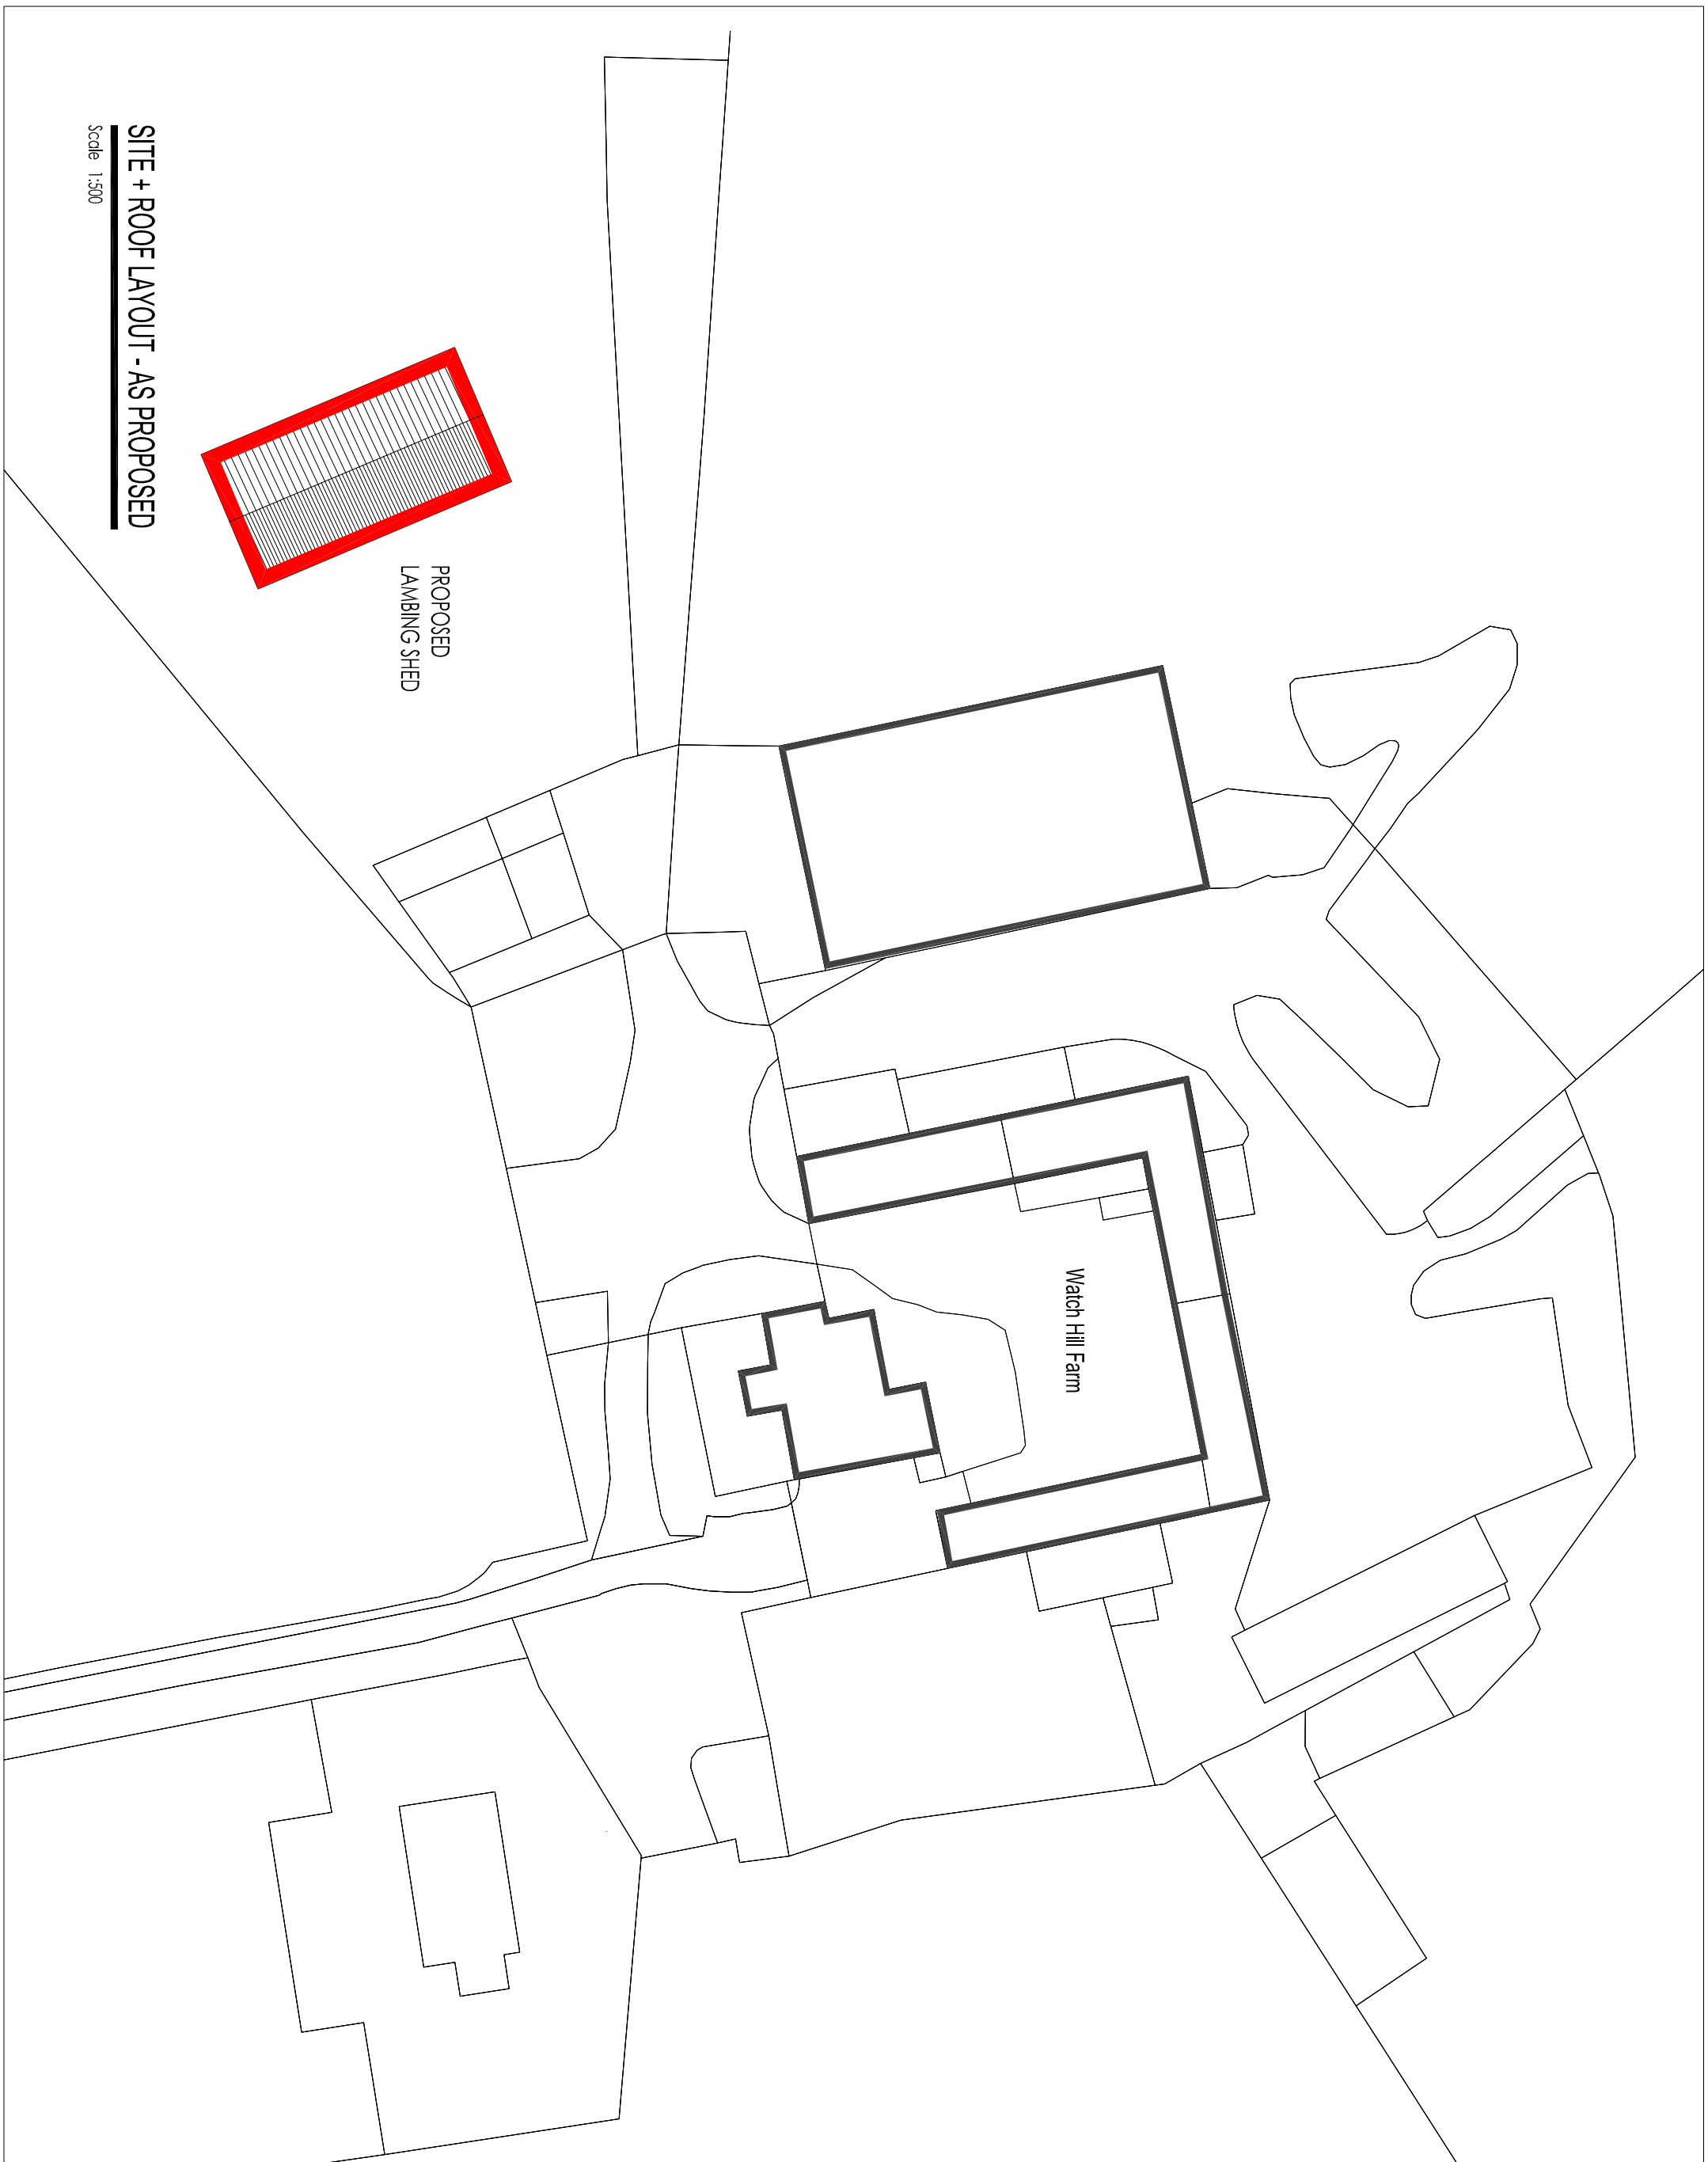 SITE + ROOF LAYOUT - AS PROPOSED
Scale 1:500
PROPOSED
LAMBING SHED
Watch Hill Farm